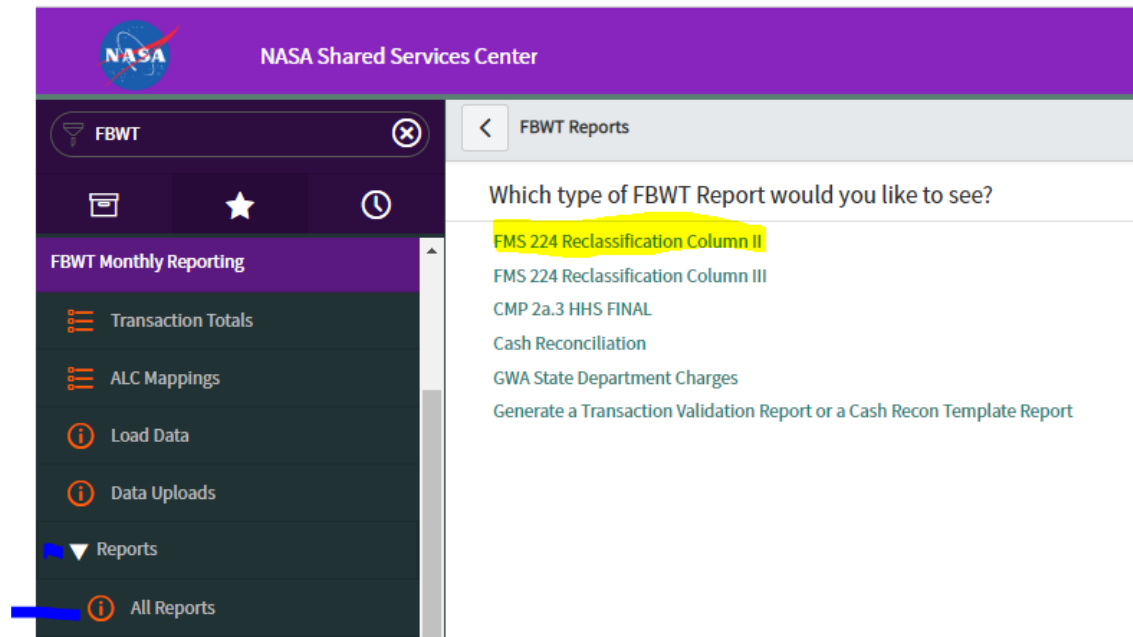 NASA
NASA Shared Services Center
FBWT
FBWT Monthly Reporting
Transaction Totals
ALC Mappings
Load Data
Data Uploads
Reports
All Reports
FBWT Reports
Which type of FBWT Report would you like to see?
FMS 224 Reclassification Column II
FMS 224 Reclassification Column III
CMP 2a.3 HHS FINAL
Cash Reconciliation
GWA State Department Charges
Generate a Transaction Validation Report or a Cash Recon Template Report